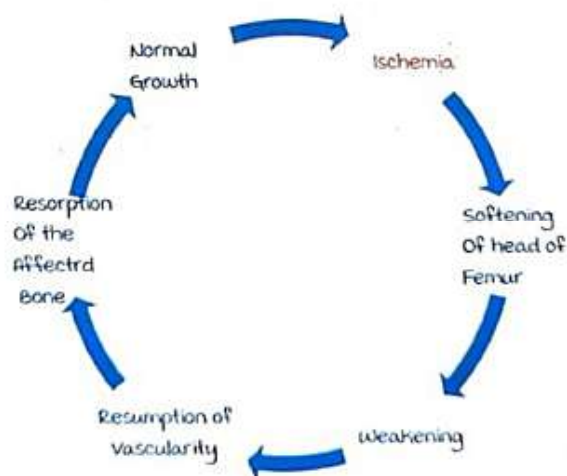 Normal
Growth
Ischemia
Softening
Of head of
Femur
Weakening
Resumption of
Vascularity
Resorption
Of the
Affectrd
Bone